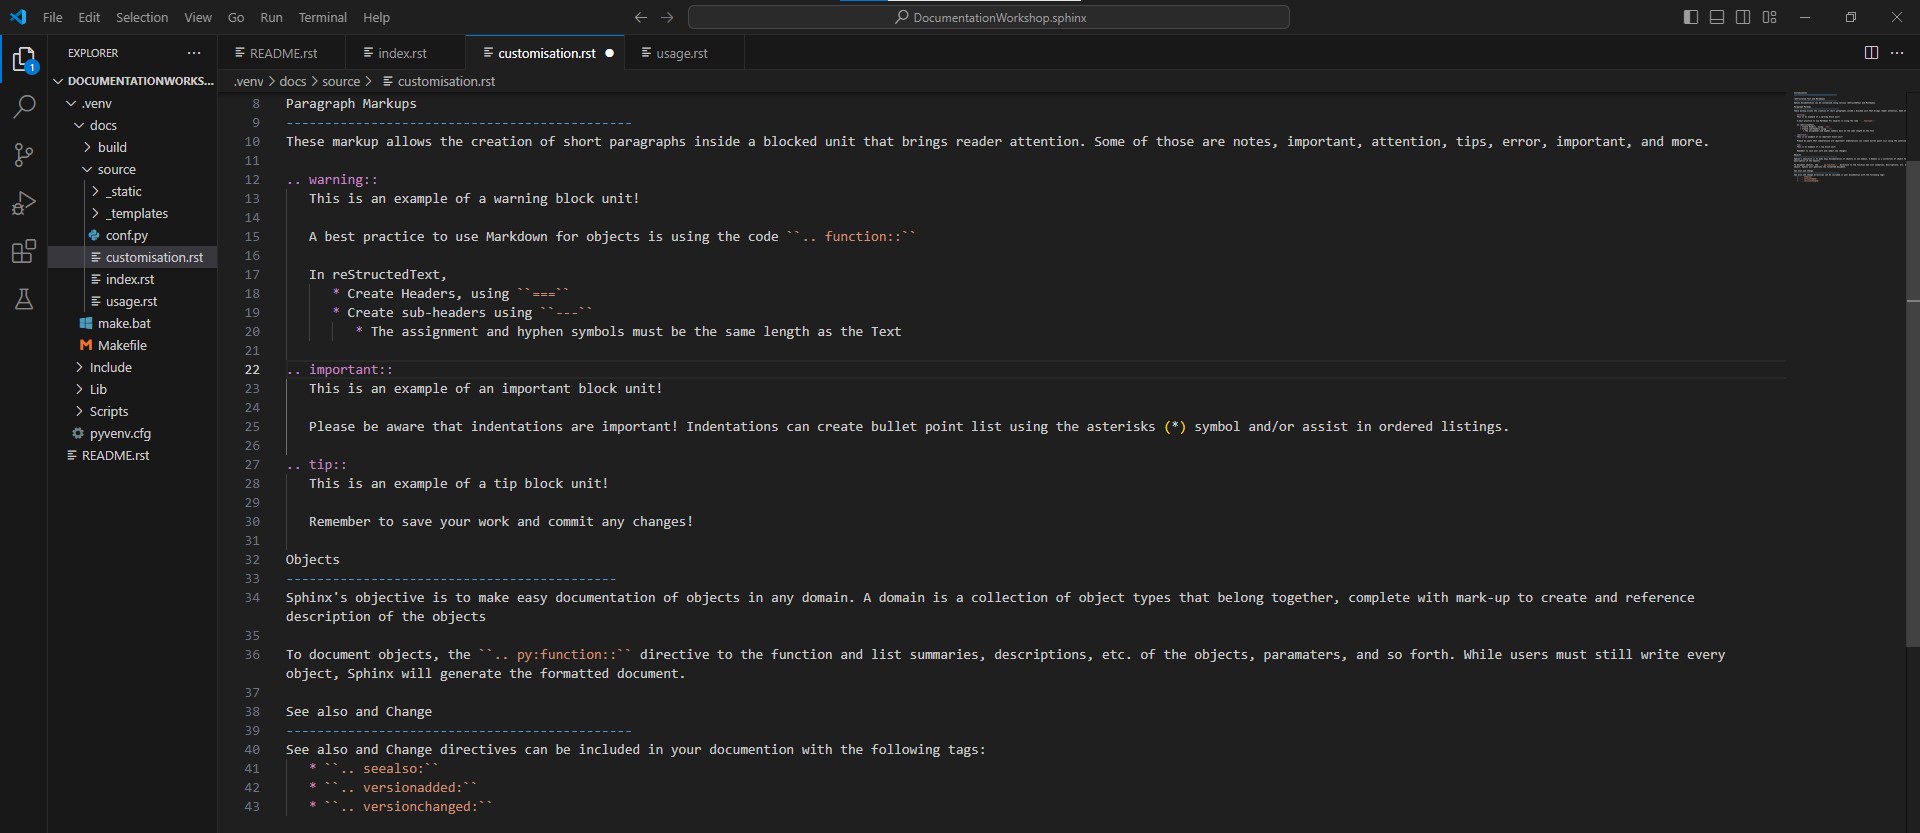 File Edit Selection View Go Run Terminal Help
DocumentationWorkshop.sphinx
EXPLORER ...
README.rst
index.rst
customisation.rst
usage.rst
1
DOCUMENTATIONWORKS...
.venv
docs
build
source
_static
_templates
conf.py
customisation.rst
index.rst
usage.rst
make.bat
Makefile
Include
Lib
Scripts
pyvenv.cfg
README.rst
.venv > docs > source > customisation.rst
8 Paragraph Markups
9 ---------------------------------------------
10 These markup allows the creation of short paragraphs inside a blocked unit that brings reader attention. Some of those are notes, important, attention, tips, error, important, and more.
11
12 .. warning::
13 This is an example of a warning block unit!
14
15 A best practice to use Markdown for objects is using the code ``.. function::``
16
17 In reStructedText,
18 * Create Headers, using ``===``
19 * Create sub-headers using ``---``
20 * The assignment and hyphen symbols must be the same length as the Text
21
22 .. important::
23 This is an example of an important block unit!
24
25 Please be aware that indentations are important! Indentations can create bullet point list using the asterisks (*) symbol and/or assist in ordered listings.
26
27 .. tip::
28 This is an example of a tip block unit!
29
30 Remember to save your work and commit any changes!
31
32 Objects
33 -------------------------------------------
34 Sphinx's objective is to make easy documentation of objects in any domain. A domain is a collection of object types that belong together, complete with mark-up to create and reference
description of the objects
35
36 To document objects, the ``.. py:function::`` directive to the function and list summaries, descriptions, etc. of the objects, paramaters, and so forth. While users must still write every
object, Sphinx will generate the formatted document.
37
38 See also and Change
39 ---------------------------------------------
40 See also and Change directives can be included in your documention with the following tags:
41 * ``.. seealso:``
42 * ``.. versionadded:``
43 * ``.. versionchanged:``